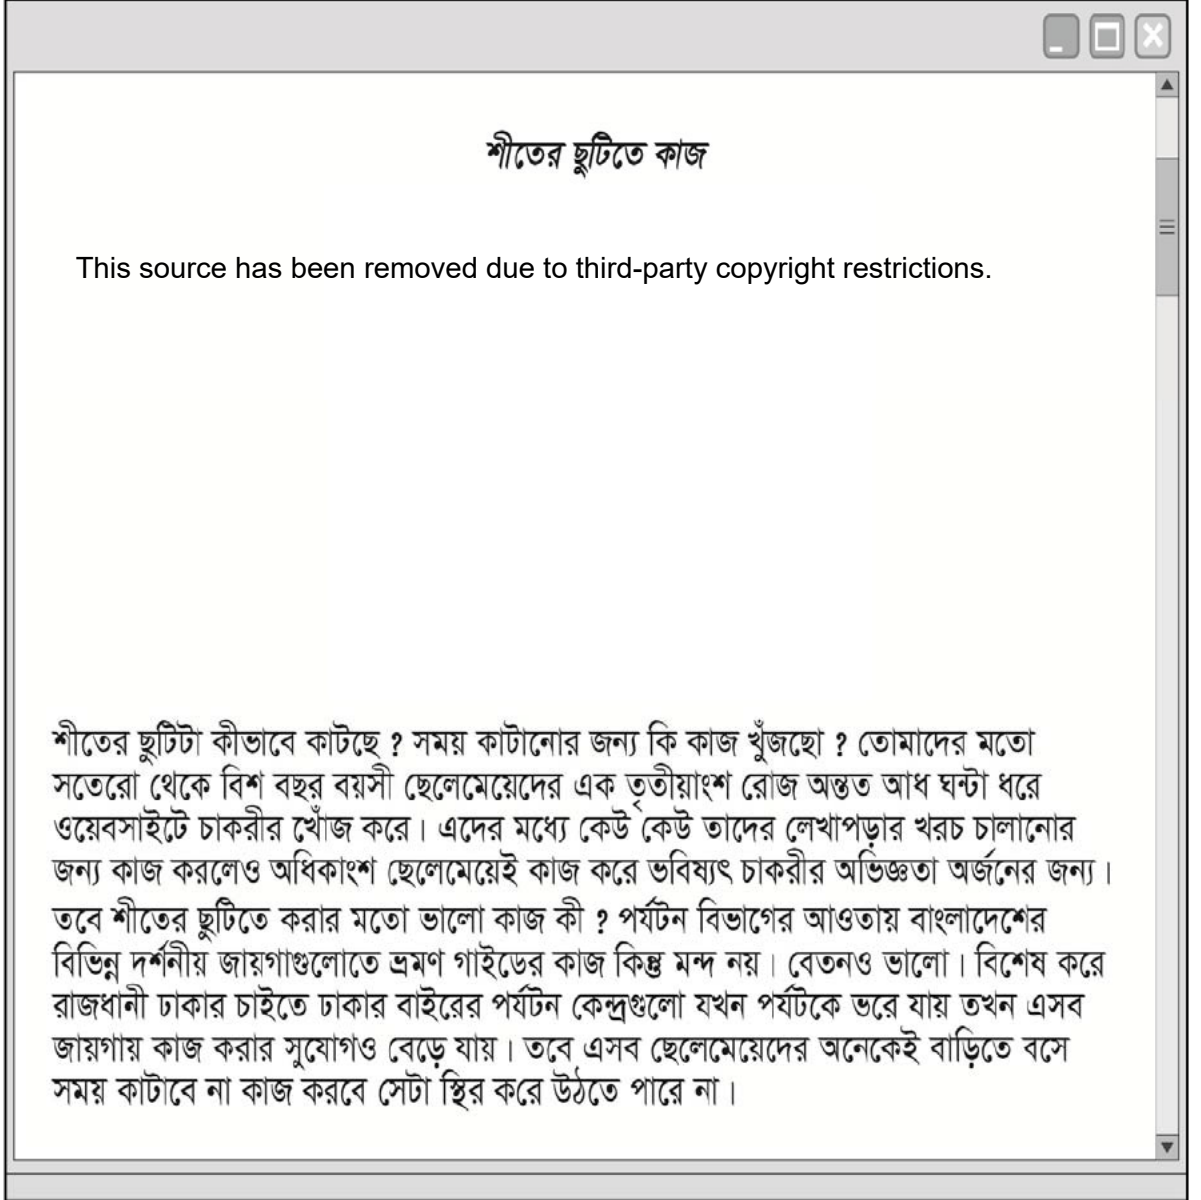 শীতের ছুটিতে কাজ
This source has been removed due to third-party copyright restrictions.
শীতের ছুটিটা কীভাবে কাটছে ? সময় কাটানোর জন্য কি কাজ খুঁজছো ? তোমাদের মতো
সতেরো থেকে বিশ বছর বয়সী ছেলেমেয়েদের এক তৃতীয়াংশ রোজ অন্তত আধ ঘন্টা ধরে
ওয়েবসাইটে চাকরীর খোঁজ করে। এদের মধ্যে কেউ কেউ তাদের লেখাপড়ার খরচ চালানোর
জন্য কাজ করলেও অধিকাংশ ছেলেমেয়েই কাজ করে ভবিষ্যৎ চাকরীর অভিজ্ঞতা অর্জনের জন্য।
তবে শীতের ছুটিতে করার মতো ভালো কাজ কী ? পর্যটন বিভাগের আওতায় বাংলাদেশের
বিভিন্ন দর্শনীয় জায়গাগুলোতে ভ্রমণ গাইডের কাজ কিন্তু মন্দ নয়। বেতনও ভালো। বিশেষ করে
রাজধানী ঢাকার চাইতে ঢাকার বাইরের পর্যটন কেন্দ্রগুলো যখন পর্যটকে ভরে যায় তখন এসব
জায়গায় কাজ করার সুযোগও বেড়ে যায়। তবে এসব ছেলেমেয়েদের অনেকেই বাড়িতে বসে
সময় কাটাবে না কাজ করবে সেটা স্থির করে উঠতে পারে না।